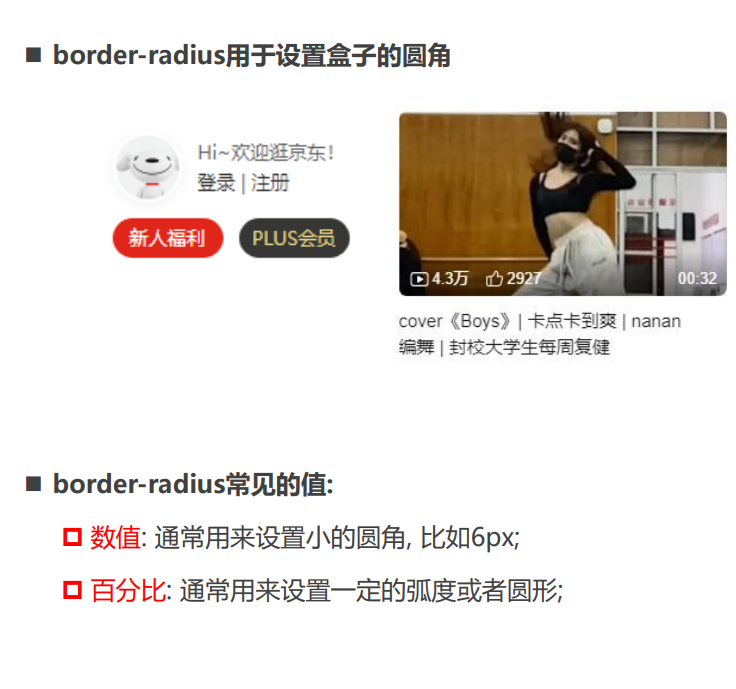 border-radius用于设置盒子的圆角
Hi~欢迎逛京东!
登录 | 注册
新人福利
PLUS会员
4.3万 2927 00:32
cover《Boys》| 卡点卡到爽 | nanan
编舞 | 封校大学生每周复健
border-radius常见的值:
数值: 通常用来设置小的圆角, 比如6px;
百分比: 通常用来设置一定的弧度或者圆形;